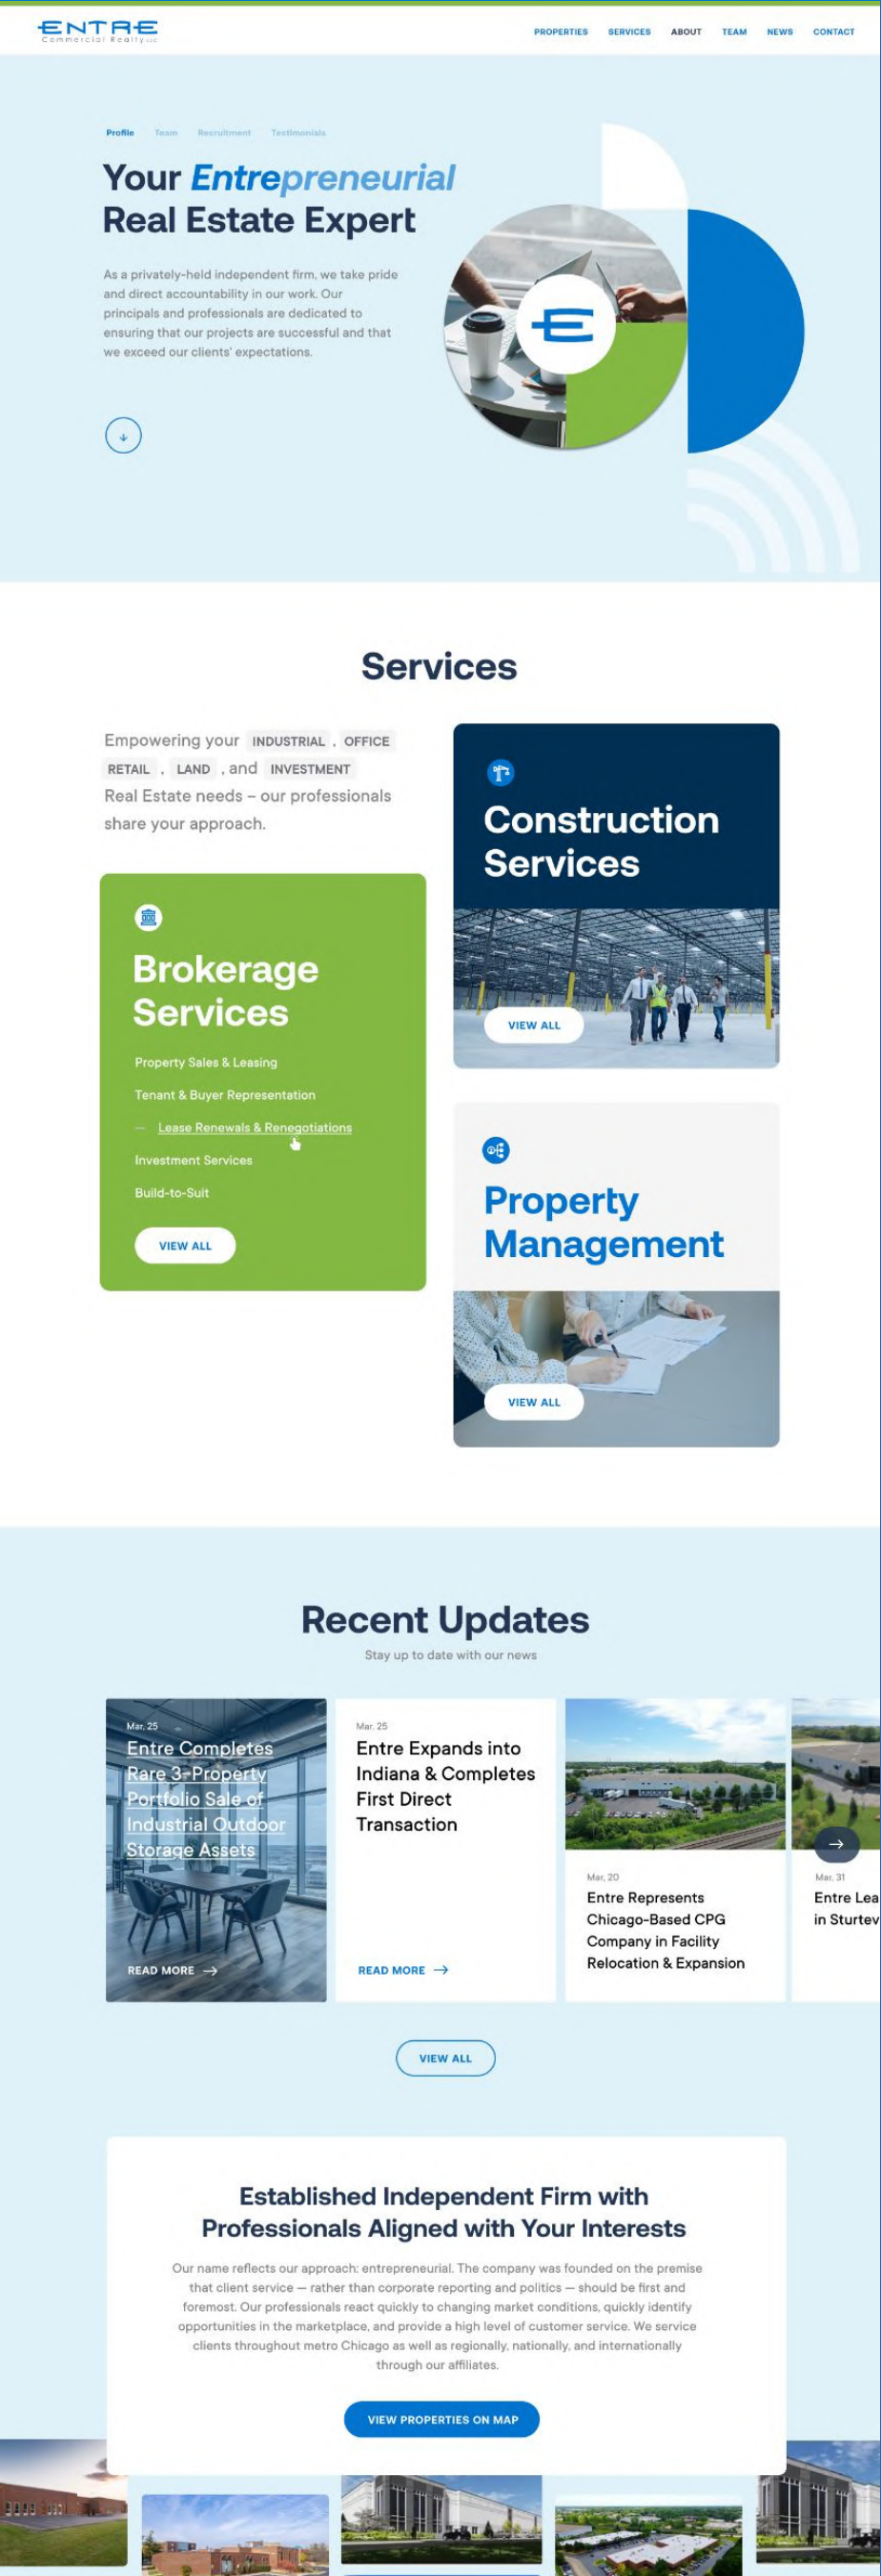 ENTRE
Commercial Realty LLC
PROPERTIES SERVICES ABOUT TEAM NEWS CONTACT
Profile Team Recruitment Testimonials
Your Entrepreneurial
Real Estate Expert
As a privately-held independent firm, we take pride
and direct accountability in our work. Our
principals and professionals are dedicated to
ensuring that our projects are successful and that
we exceed our clients' expectations.
Services
Empowering your INDUSTRIAL , OFFICE
RETAIL , LAND , and INVESTMENT
Real Estate needs – our professionals
share your approach.
Brokerage
Services
Property Sales & Leasing
Tenant & Buyer Representation
— Lease Renewals & Renegotiations
Investment Services
Build-to-Suit
VIEW ALL
Construction
Services
VIEW ALL
Property
Management
VIEW ALL
Recent Updates
Stay up to date with our news
Mar. 25
Entre Completes
Rare 3-Property
Portfolio Sale of
Industrial Outdoor
Storage Assets
READ MORE
Mar. 25
Entre Expands into
Indiana & Completes
First Direct
Transaction
READ MORE
Mar. 20
Entre Represents
Chicago-Based CPG
Company in Facility
Relocation & Expansion
Mar. 31
Entre Lea
in Sturtev
VIEW ALL
Established Independent Firm with
Professionals Aligned with Your Interests
Our name reflects our approach: entrepreneurial. The company was founded on the premise
that client service — rather than corporate reporting and politics — should be first and
foremost. Our professionals react quickly to changing market conditions, quickly identify
opportunities in the marketplace, and provide a high level of customer service. We service
clients throughout metro Chicago as well as regionally, nationally, and internationally
through our affiliates.
VIEW PROPERTIES ON MAP